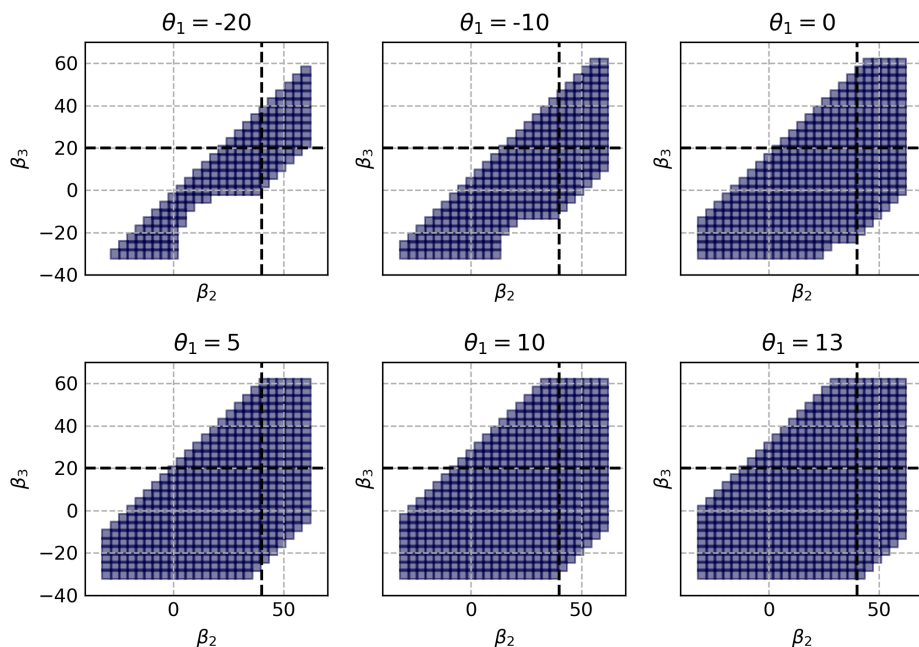 θ₁ = -20
θ₁ = -10
θ₁ = 0
β₃
60
40
20
0
−20
−40
β₂
β₃
β₂
β₃
β₂
θ₁ = 5
θ₁ = 10
θ₁ = 13
β₃
60
40
20
0
−20
−40
0
50
β₂
β₃
0
50
β₂
β₃
0
50
β₂